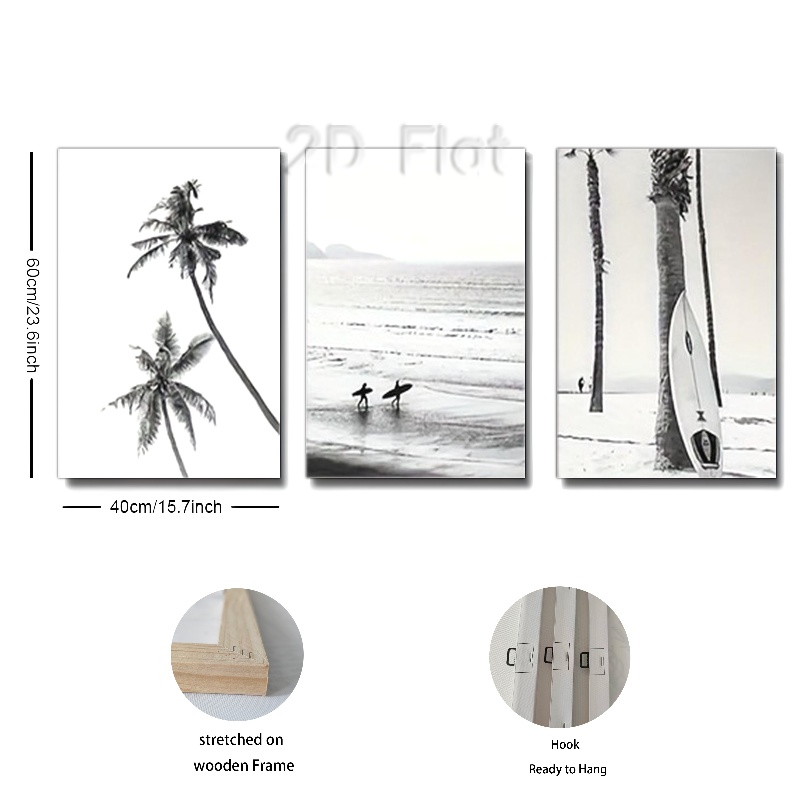 2D Flat
60cm/23.6inch
40cm/15.7inch
stretched on
wooden Frame
Hook
Ready to Hang